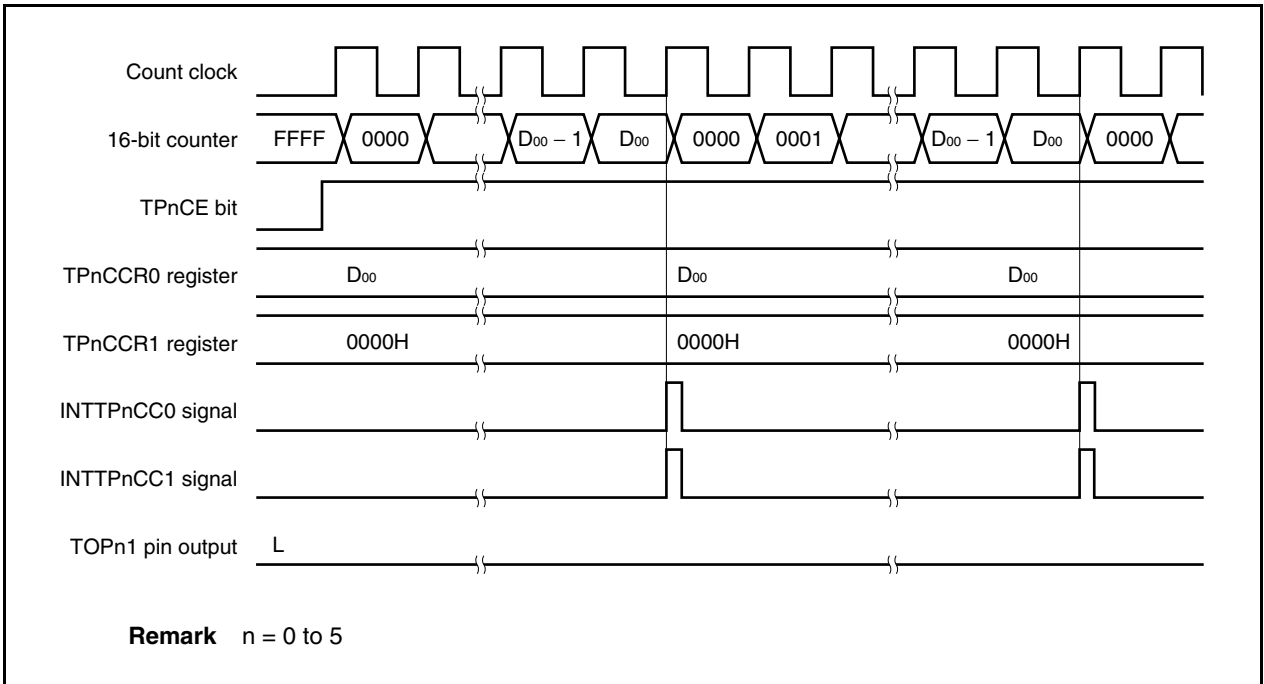 Count clock
16-bit counter FFFF 0000 D00 − 1 D00 0000 0001 D00 − 1 D00 0000
TPnCE bit
TPnCCR0 register D00 D00 D00
TPnCCR1 register 0000H 0000H 0000H
INTTPnCC0 signal
INTTPnCC1 signal
TOPn1 pin output L
Remark n = 0 to 5